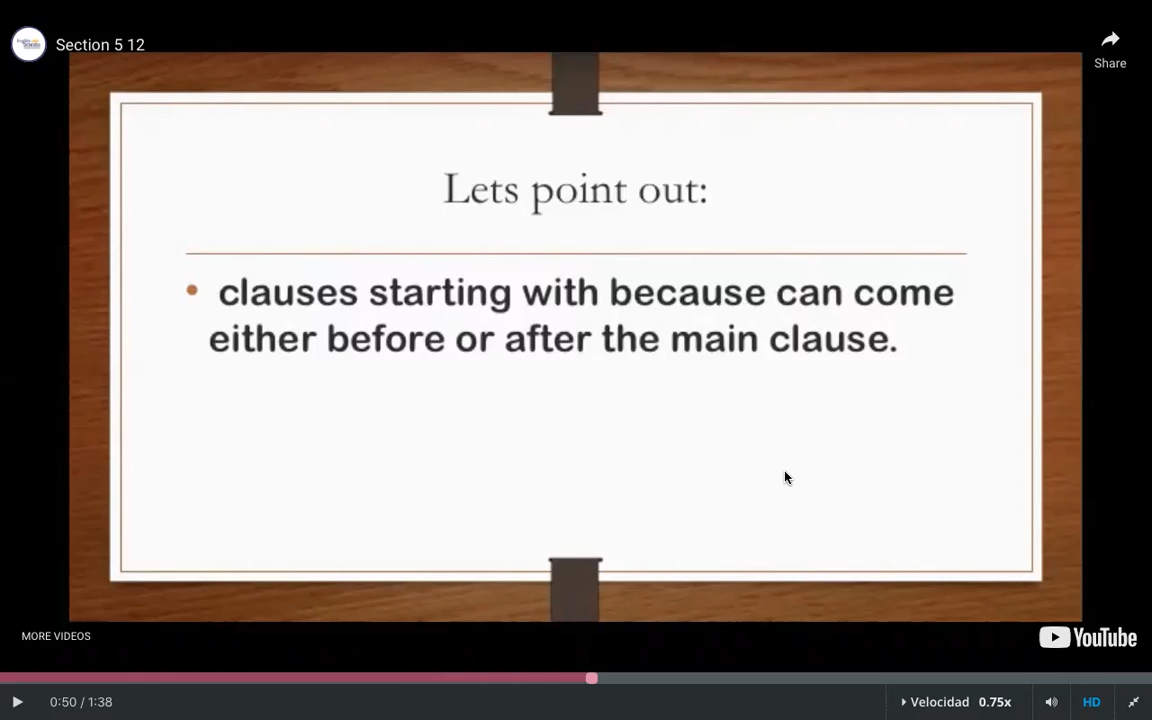 Section 5 12
Share
Lets point out:
• clauses starting with because can come
either before or after the main clause.
MORE VIDEOS
YouTube
0:50 / 1:38
Velocidad 0.75x
HD